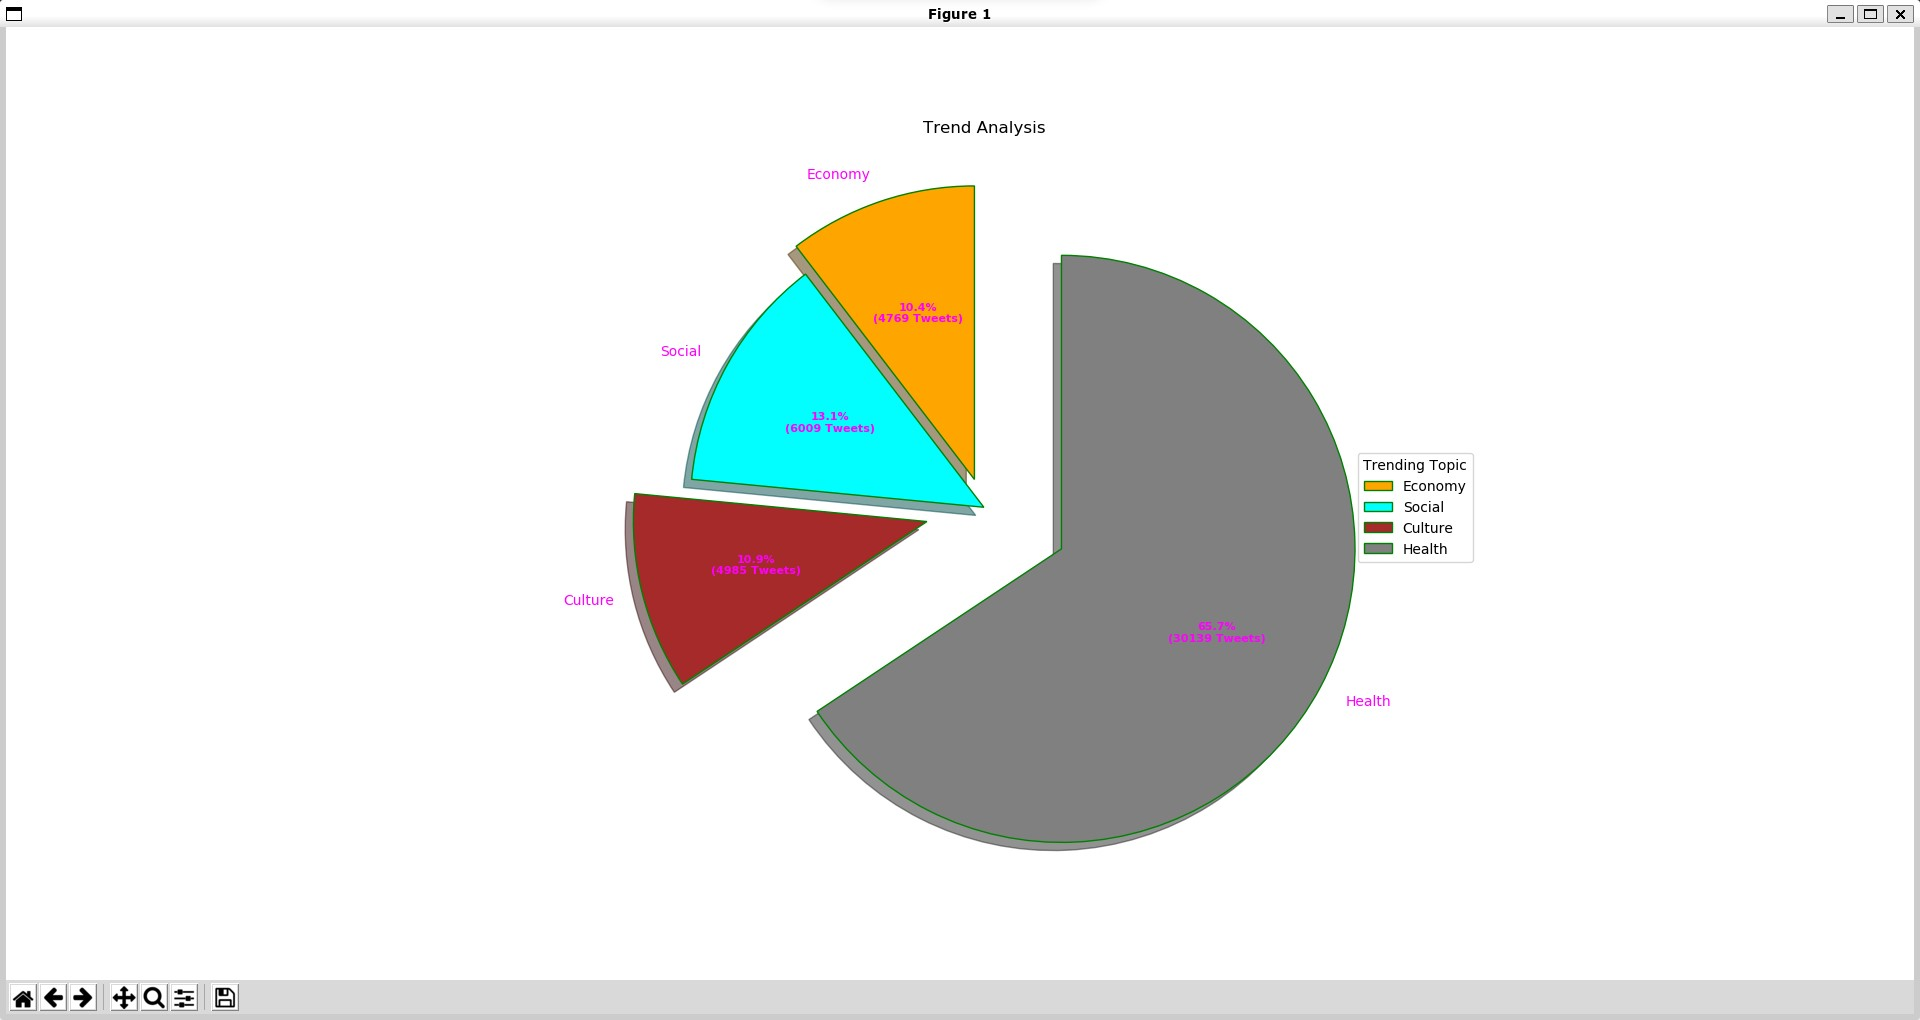 Figure 1
Trend Analysis
Economy
10.4%
(4769 Tweets)
Social
13.1%
(6009 Tweets)
Culture
10.9%
(4985 Tweets)
65.7%
(30139 Tweets)
Health
Trending Topic
Economy
Social
Culture
Health